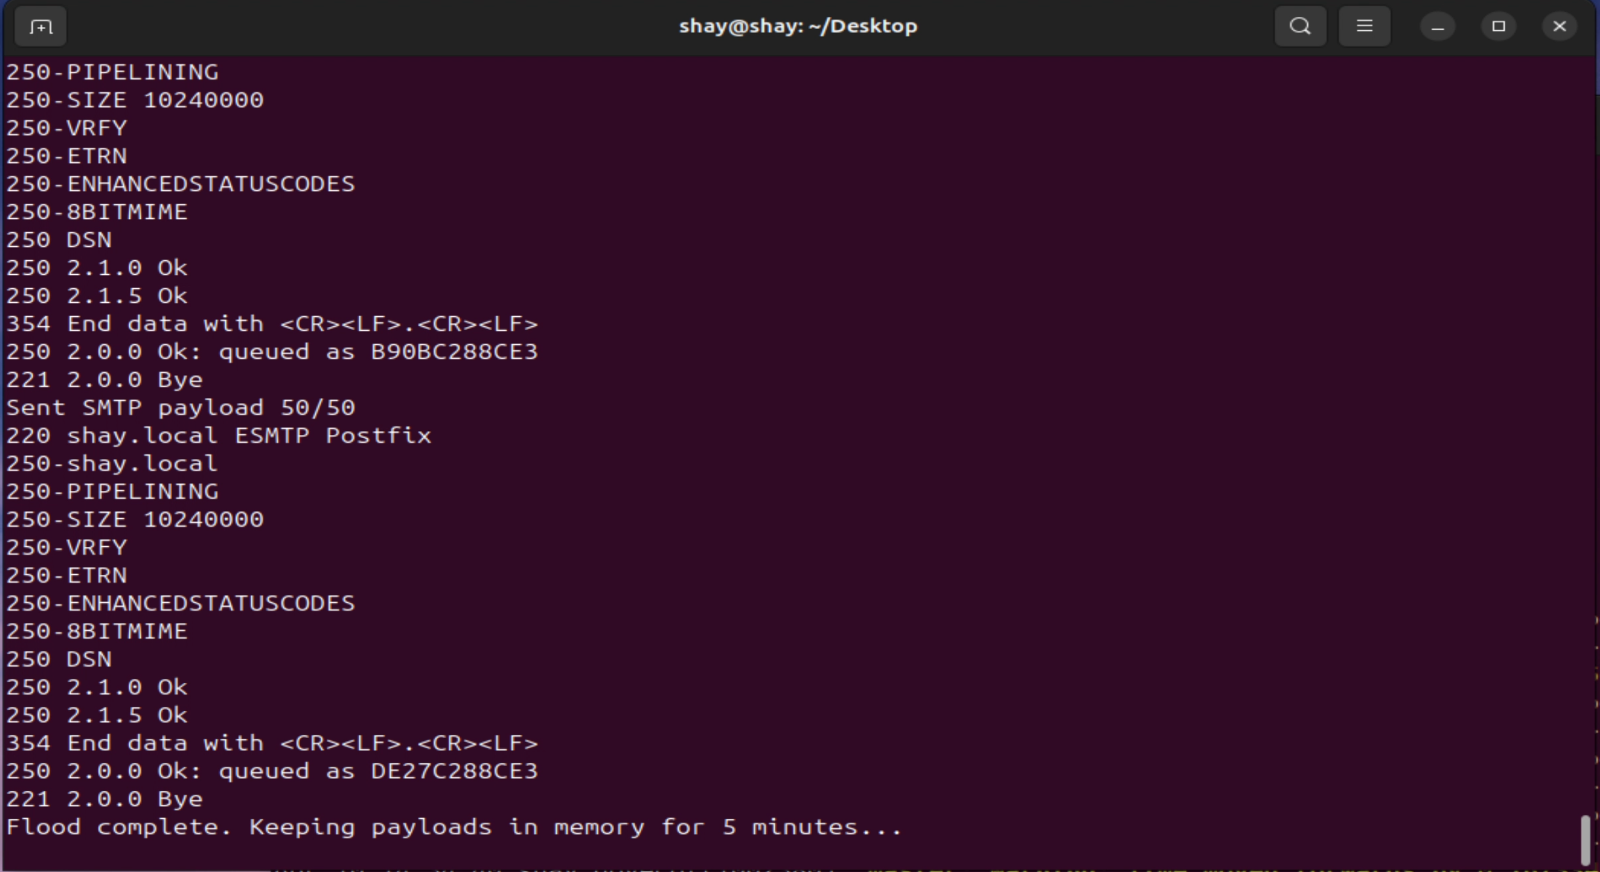 shay@shay: ~/Desktop
250-PIPELINING
250-SIZE 10240000
250-VRFY
250-ETRN
250-ENHANCEDSTATUSCODES
250-8BITMIME
250 DSN
250 2.1.0 Ok
250 2.1.5 Ok
354 End data with <CR><LF>.<CR><LF>
250 2.0.0 Ok: queued as B90BC288CE3
221 2.0.0 Bye
Sent SMTP payload 50/50
220 shay.local ESMTP Postfix
250-shay.local
250-PIPELINING
250-SIZE 10240000
250-VRFY
250-ETRN
250-ENHANCEDSTATUSCODES
250-8BITMIME
250 DSN
250 2.1.0 Ok
250 2.1.5 Ok
354 End data with <CR><LF>.<CR><LF>
250 2.0.0 Ok: queued as DE27C288CE3
221 2.0.0 Bye
Flood complete. Keeping payloads in memory for 5 minutes...